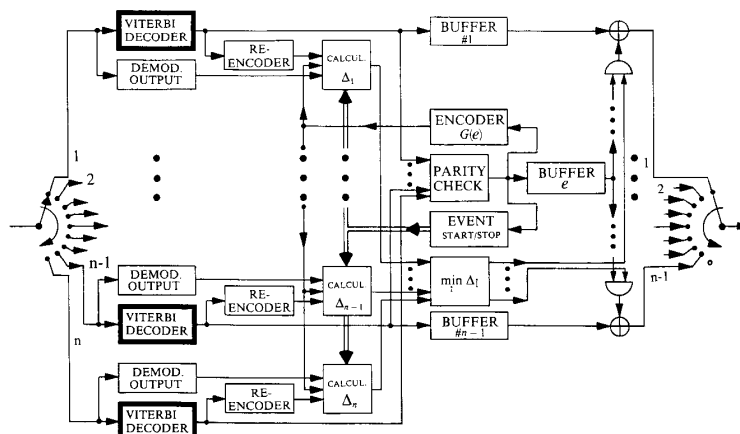 VITERBI
DECODER
RE-
ENCODER
DEMOD.
OUTPUT
CALCUL.
Δ1
BUFFER
#1
ENCODER
G(e)
PARITY
CHECK
BUFFER
e
EVENT
START/STOP
1
2
n-1
n
1
2
n-1
DEMOD.
OUTPUT
RE-
ENCODER
VITERBI
DECODER
CALCUL.
Δn−1
min Δl
l
BUFFER
#n−1
DEMOD.
OUTPUT
RE-
ENCODER
VITERBI
DECODER
CALCUL.
Δn